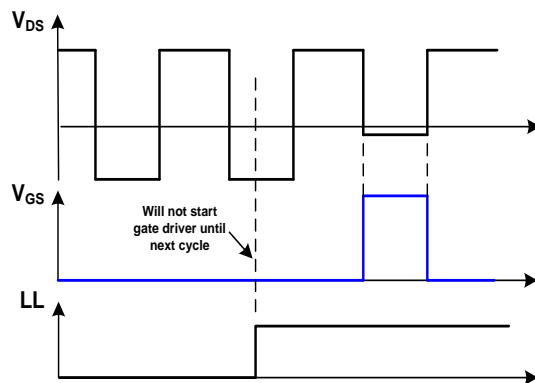 VDS
VGS
Will not start
gate driver until
next cycle
LL